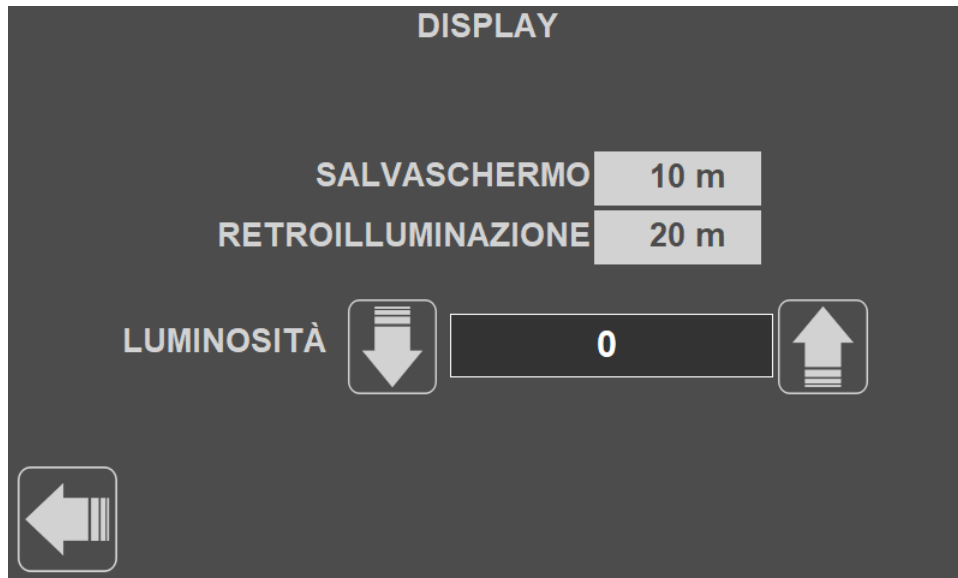 DISPLAY
SALVASCHERMO 10 m
RETROILLUMINAZIONE 20 m
LUMINOSITÀ 0